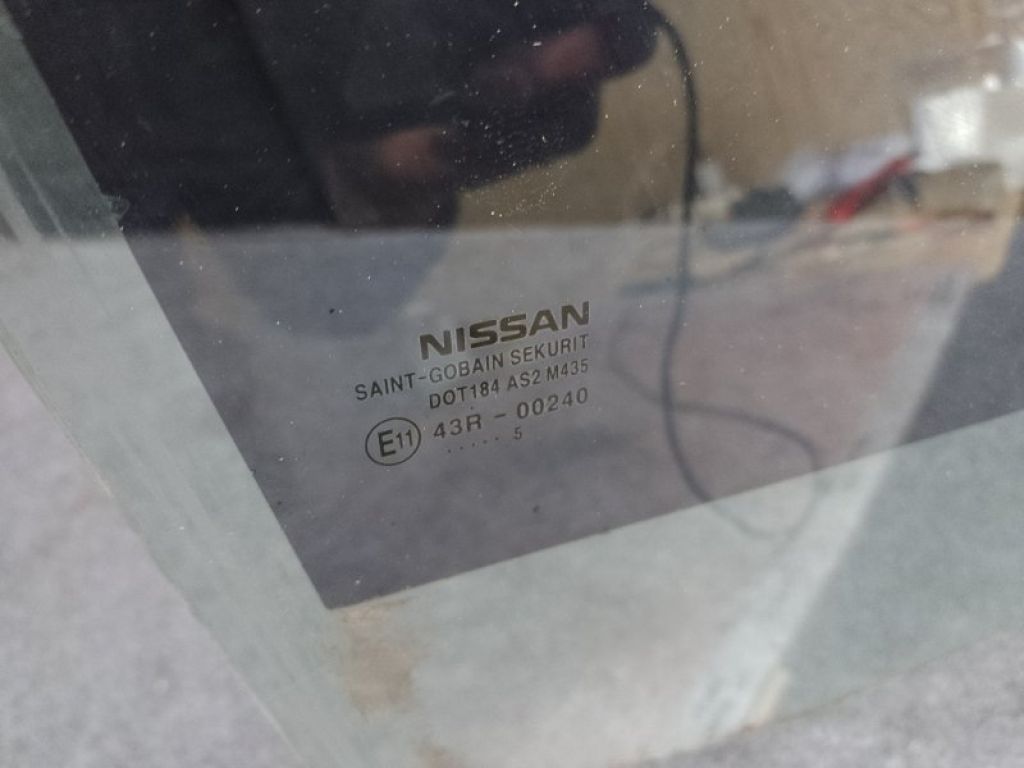 NISSAN
SAINT-GOBAIN SEKURIT
DOT184 AS2 M435
E11 43R - 00240
..... 5